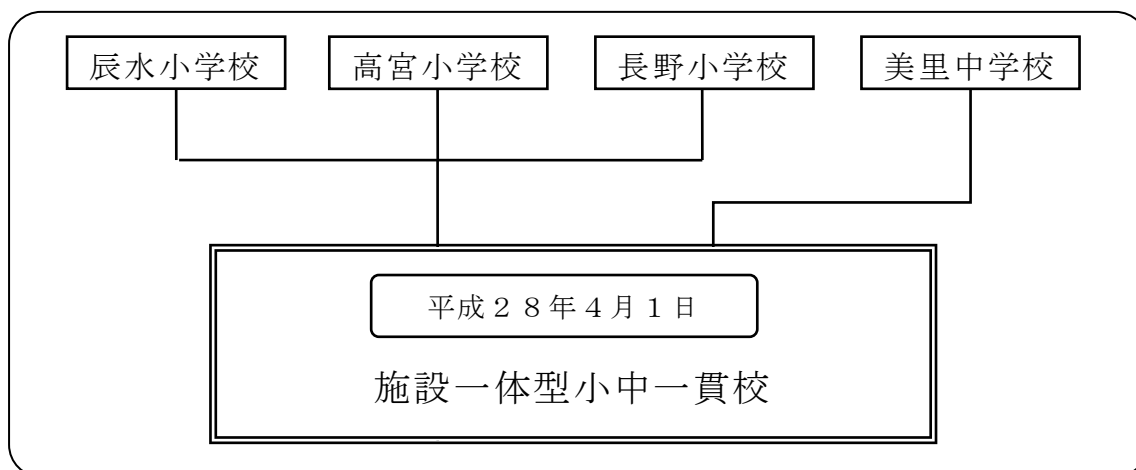 辰水小学校
高宮小学校
長野小学校
美里中学校
平成２８年４月１日
施設一体型小中一貫校